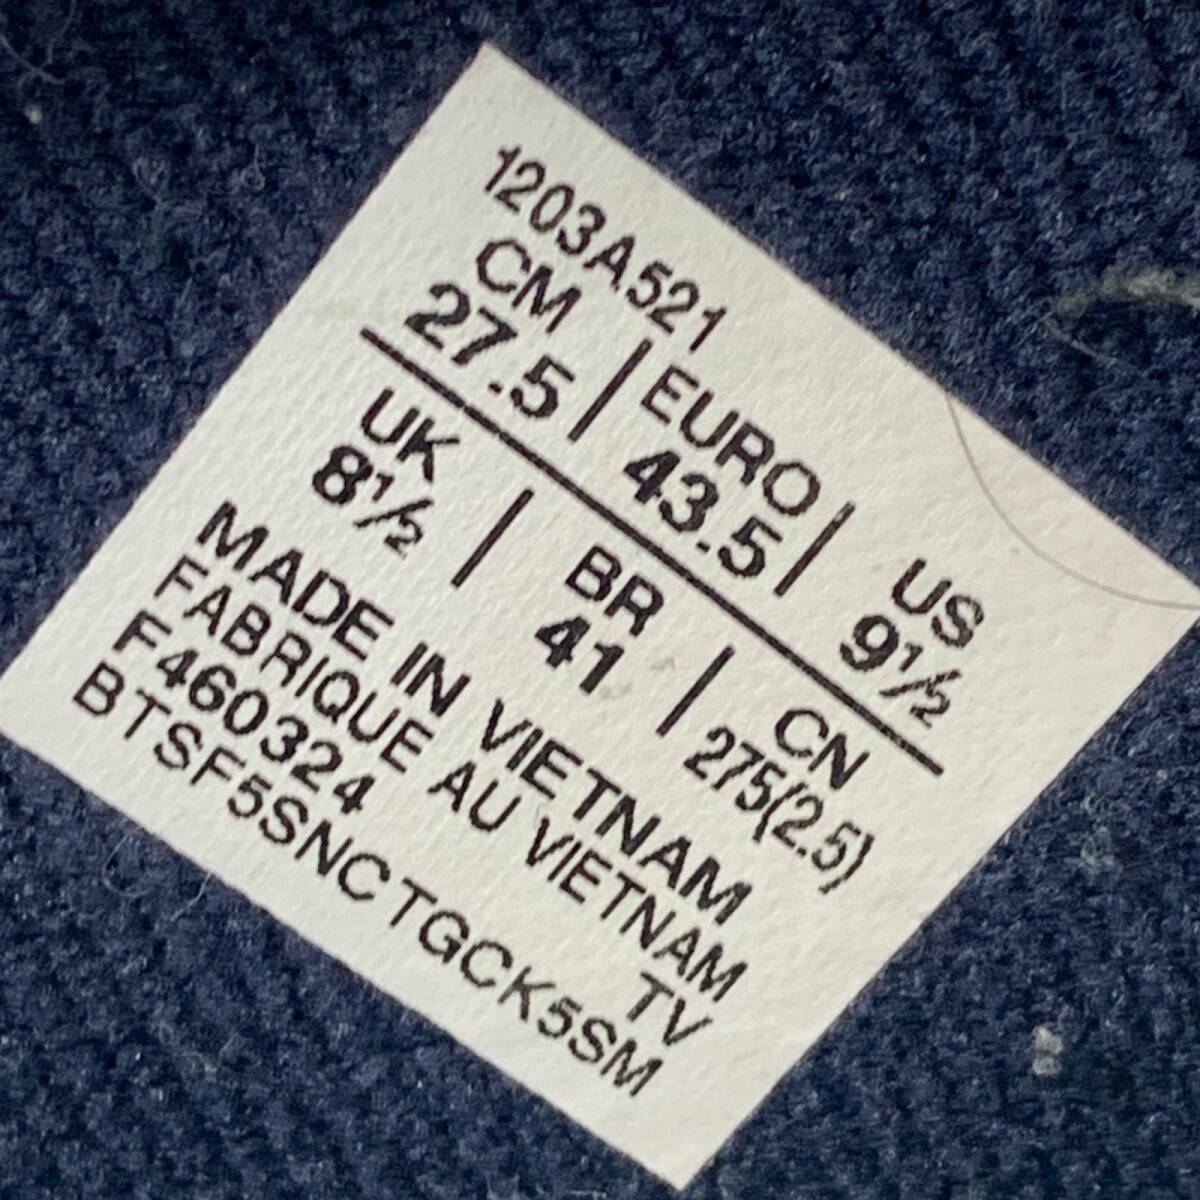 1203A521
CM | EURO | US
27.5 | 43.5 | 9½
UK | BR | CN
8½ | 41 | 275(2.5)
MADE IN VIETNAM
FABRIQUE AU VIETNAM
F460324 TV
BTSF5SNCTGCK5SM